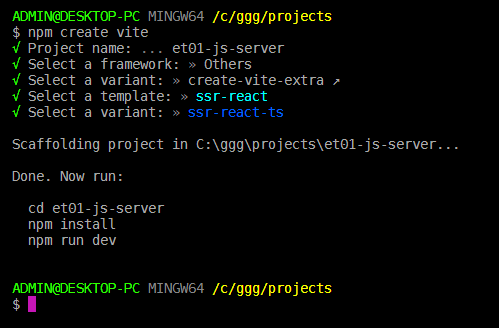 ADMIN@DESKTOP-PC MINGW64 /c/ggg/projects
$ npm create vite
√ Project name: ... et01-js-server
√ Select a framework: » Others
√ Select a variant: » create-vite-extra ↗
√ Select a template: » ssr-react
√ Select a variant: » ssr-react-ts
Scaffolding project in C:\ggg\projects\et01-js-server...
Done. Now run:
cd et01-js-server
npm install
npm run dev
ADMIN@DESKTOP-PC MINGW64 /c/ggg/projects
$